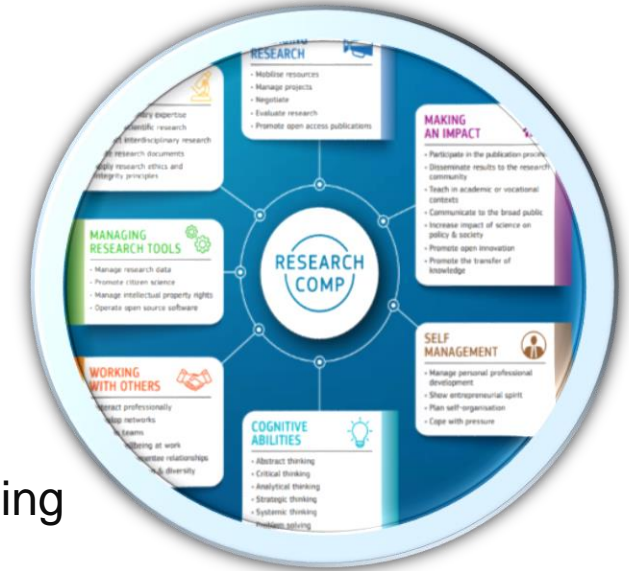 RESEARCH
- Mobilise resources
- Manage projects
- Negotiate
- Evaluate research
- Promote open access publications
expertise
scientific research
interdisciplinary research
research documents
research ethics and
integrity principles
MAKING
AN IMPACT
- Participate in the publication process
- Disseminate results to the research
community
- Teach in academic or vocational
contexts
- Communicate to the broad public
- Increase impact of science on
policy & society
- Promote open innovation
- Promote the transfer of
knowledge
MANAGING
RESEARCH TOOLS
- Manage research data
- Promote citizen science
- Manage intellectual property rights
- Operate open source software
RESEARCH
COMP
SELF
MANAGEMENT
- Manage personal professional
development
- Show entrepreneurial spirit
- Plan self-organisation
- Cope with pressure
WORKING
WITH OTHERS
professionally
networks
teams
at work
relationships
& diversity
COGNITIVE
ABILITIES
- Abstract thinking
- Critical thinking
- Analytical thinking
- Strategic thinking
- Systemic thinking
- Problem solving
ing